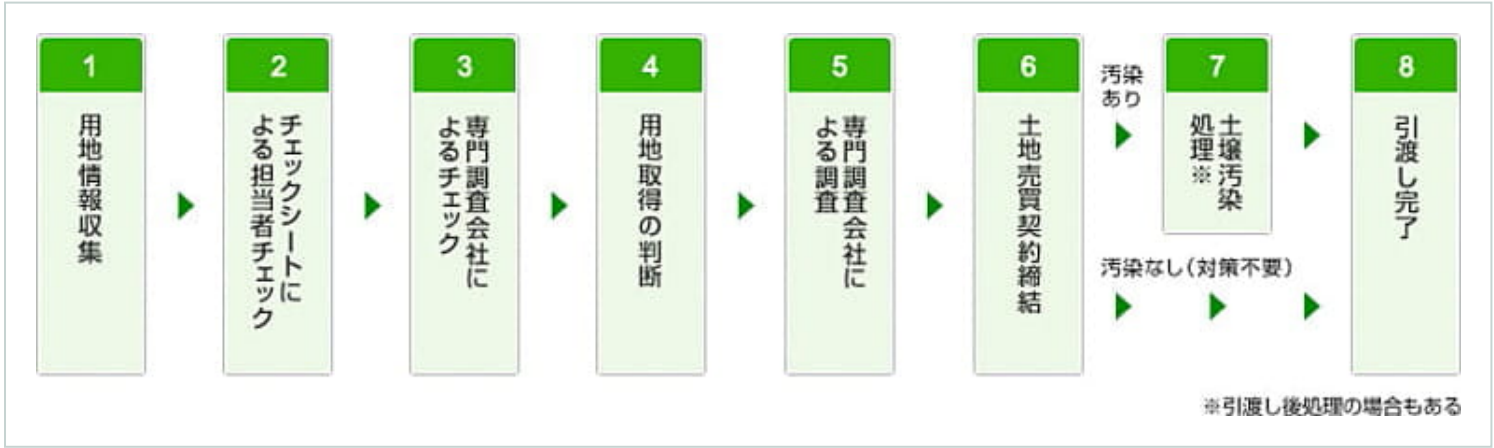 1
用地情報収集
2
チェックシートに
よる担当者チェック
3
専門調査会社に
よるチェック
4
用地取得の判断
5
専門調査会社に
よる調査
6
土地売買契約締結
汚染
あり
7
土壌汚染
処理※
汚染なし(対策不要)
8
引渡し完了
※引渡し後処理の場合もある